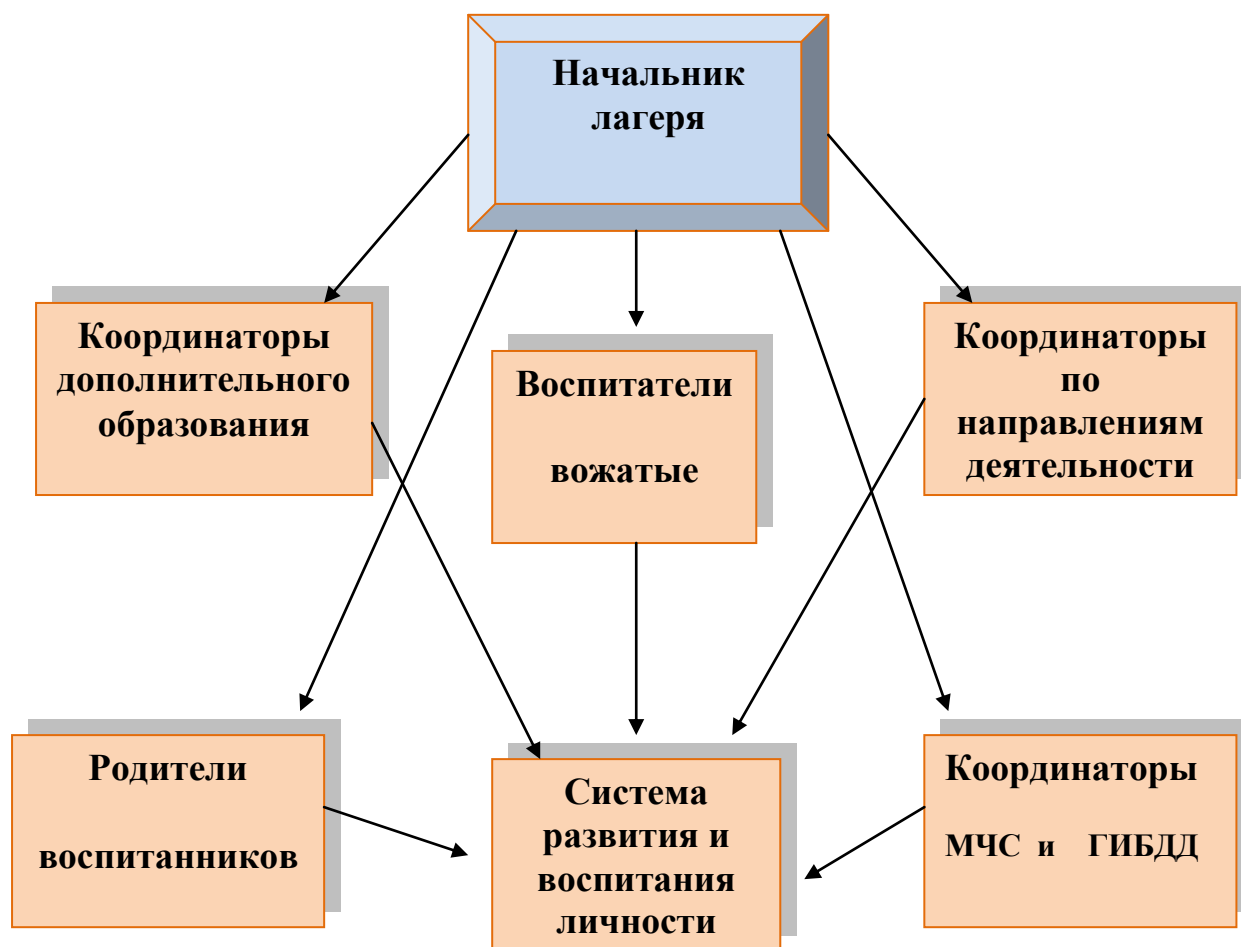 Начальник
лагеря
Координаторы
дополнительного
образования
Воспитатели
вожатые
Координаторы
по
направлениям
деятельности
Родители
воспитанников
Система
развития и
воспитания
личности
Координаторы
МЧС и ГИБДД